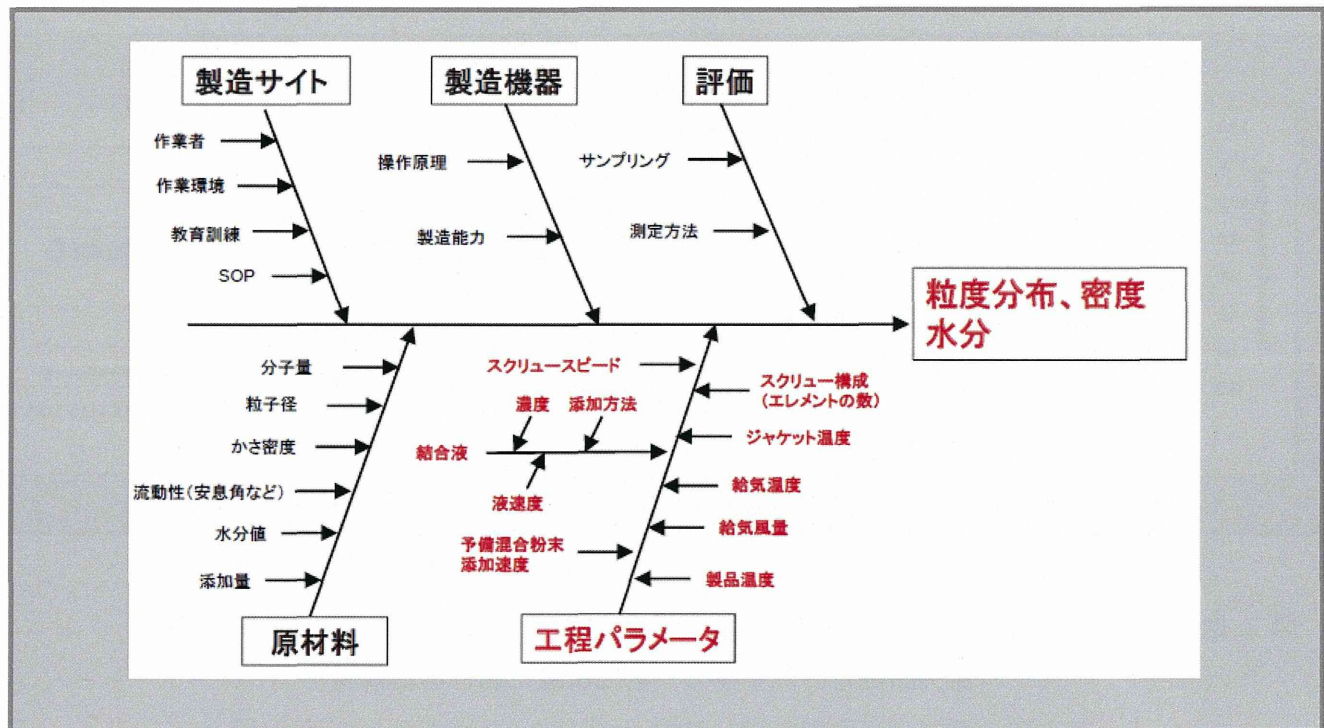 製造サイト
製造機器
評価
作業者
作業環境
教育訓練
SOP
操作原理
製造能力
サンプリング
測定方法
粒度分布、密度
水分
分子量
粒子径
かさ密度
流動性(安息角など)
水分値
添加量
原材料
スクリュースピード
濃度
添加方法
結合液
液速度
予備混合粉末
添加速度
スクリュー構成
(エレメントの数)
ジャケット温度
給気温度
給気風量
製品温度
工程パラメータ